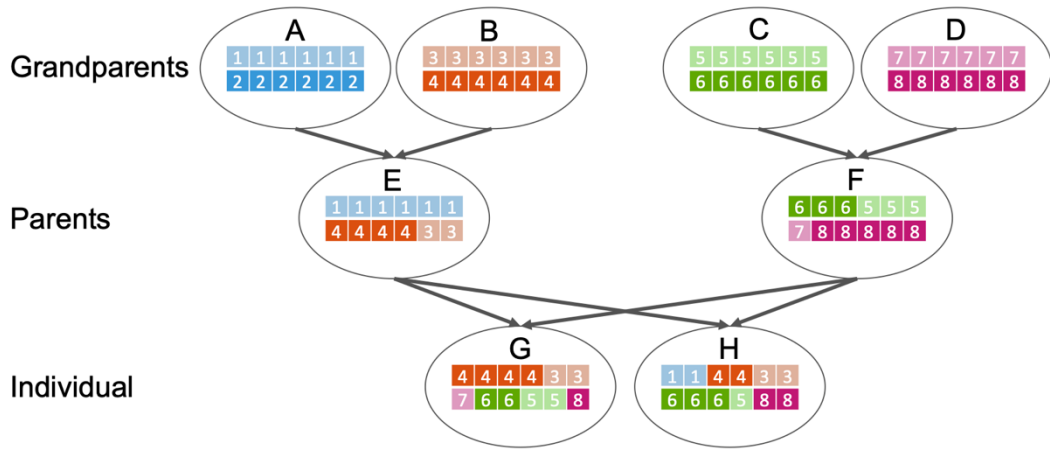 A B C D
Grandparents
1 1 1 1 1 1 3 3 3 3 3 3 5 5 5 5 5 5 7 7 7 7 7 7
2 2 2 2 2 2 4 4 4 4 4 4 6 6 6 6 6 6 8 8 8 8 8 8
E F
Parents
1 1 1 1 1 1 6 6 6 5 5 5
4 4 4 4 3 3 7 8 8 8 8 8
G H
Individual
4 4 4 4 3 3 1 1 4 4 3 3
7 6 6 5 5 8 6 6 6 5 8 8